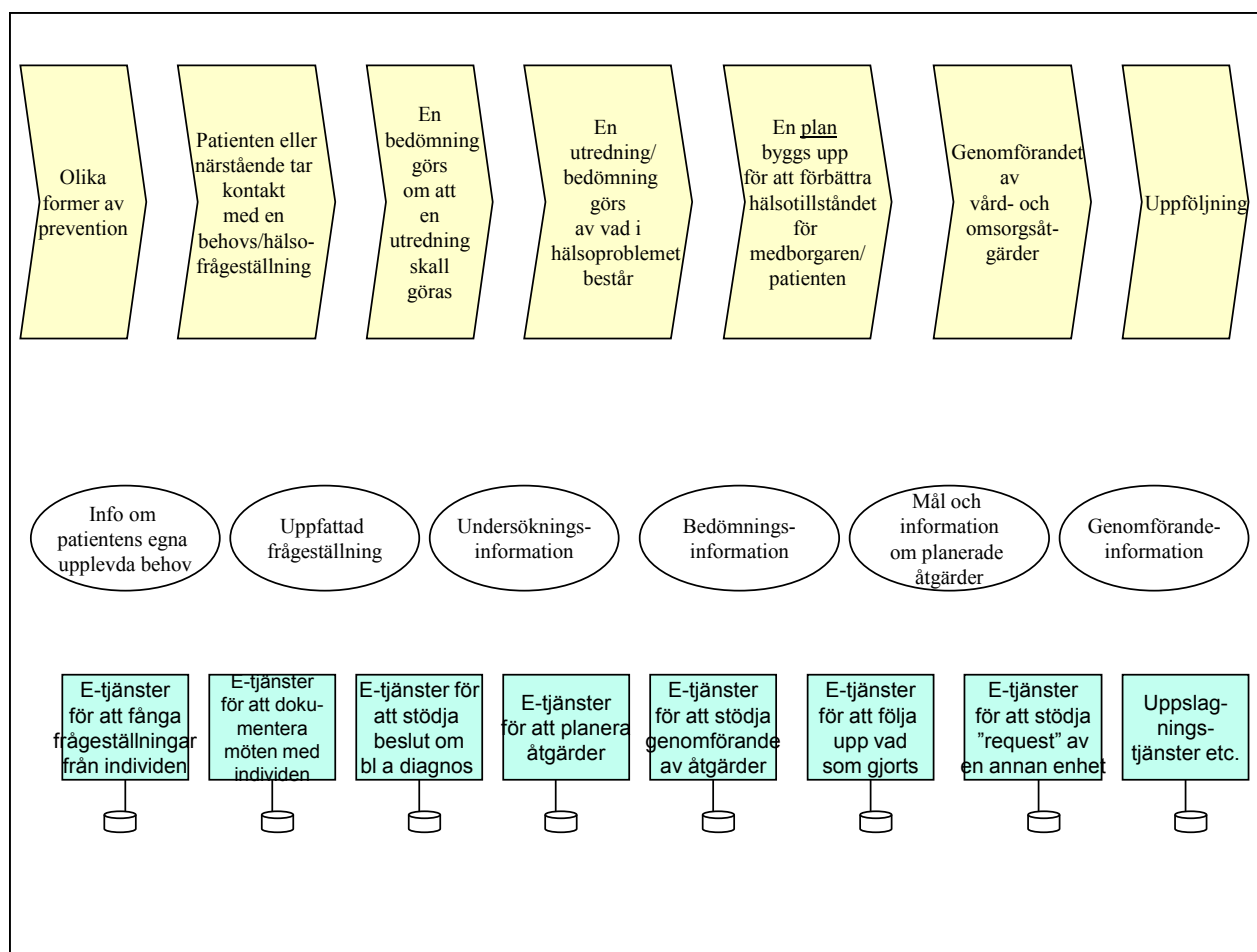 Olika
former av
prevention
Patienten eller
närstående tar
kontakt
med en
behovs/hälso-
frågeställning
En
bedömning
görs
om att
en
utredning
skall
göras
En
utredning/
bedömning
görs
av vad i
hälsoproblemet
består
En plan
byggs upp
för att förbättra
hälsotillståndet
för
medborgaren/
patienten
Genomförandet
av
vård- och
omsorgsåt-
gärder
Uppföljning
Info om
patientens egna
upplevda behov
Uppfattad
frågeställning
Undersöknings-
information
Bedömnings-
information
Mål och
information
om planerade
åtgärder
Genomförande-
information
E-tjänster
för att fånga
frågeställningar
från individen
E-tjänster
för att doku-
mentera
möten med
individen
E-tjänster för
att stödja
beslut om
bl a diagnos
E-tjänster
för att planera
åtgärder
E-tjänster
för att stödja
genomförande
av åtgärder
E-tjänster
för att följa
upp vad
som gjorts
E-tjänster
för att stödja
”request” av
en annan enhet
Uppslag-
nings-
tjänster etc.